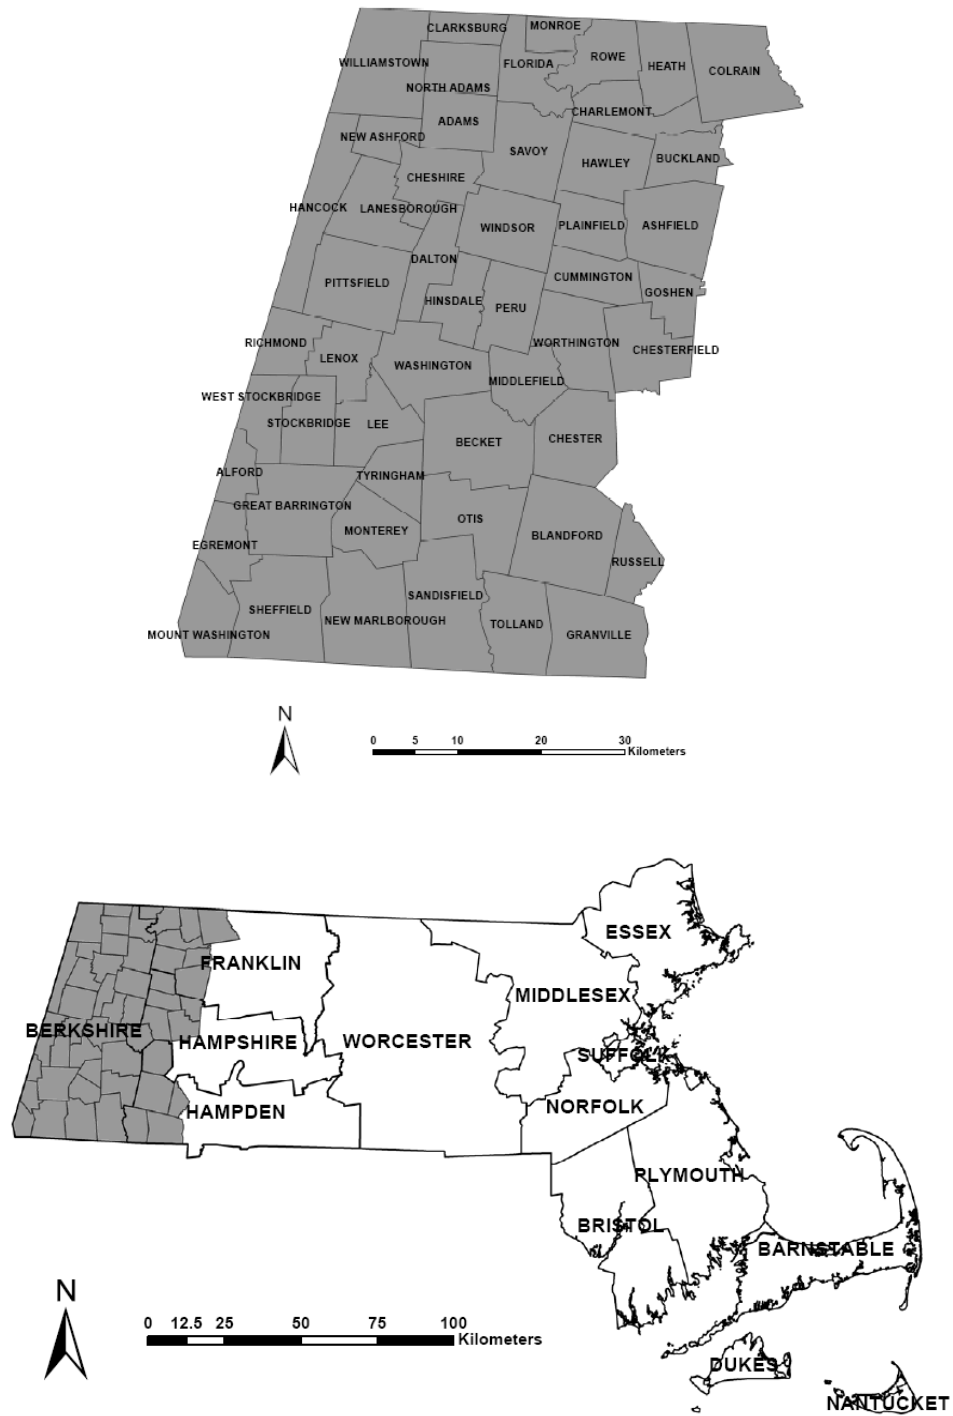 CLARKSBURG
MONROE
WILLIAMSTOWN
FLORIDA
ROWE
HEATH
COLRAIN
NORTH ADAMS
CHARLEMONT
ADAMS
NEW ASHFORD
SAVOY
HAWLEY
BUCKLAND
CHESHIRE
HANCOCK
LANESBOROUGH
WINDSOR
PLAINFIELD
ASHFIELD
DALTON
PITTSFIELD
CUMMINGTON
GOSHEN
HINSDALE
PERU
RICHMOND
LENOX
WASHINGTON
WORTHINGTON
CHESTERFIELD
MIDDLEFIELD
WEST STOCKBRIDGE
STOCKBRIDGE
LEE
BECKET
CHESTER
ALFORD
TYRINGHAM
GREAT BARRINGTON
MONTEREY
OTIS
BLANDFORD
EGREMONT
RUSSELL
SHEFFIELD
SANDISFIELD
NEW MARLBOROUGH
TOLLAND
MOUNT WASHINGTON
GRANVILLE
N
0 5 10 20 30
Kilometers
ESSEX
FRANKLIN
MIDDLESEX
BERKSHIRE
HAMPSHIRE
WORCESTER
SUFFOLK
HAMPDEN
NORFOLK
PLYMOUTH
BRISTOL
BARNSTABLE
N
0 12.5 25 50 75 100
Kilometers
DUKES
NANTUCKET